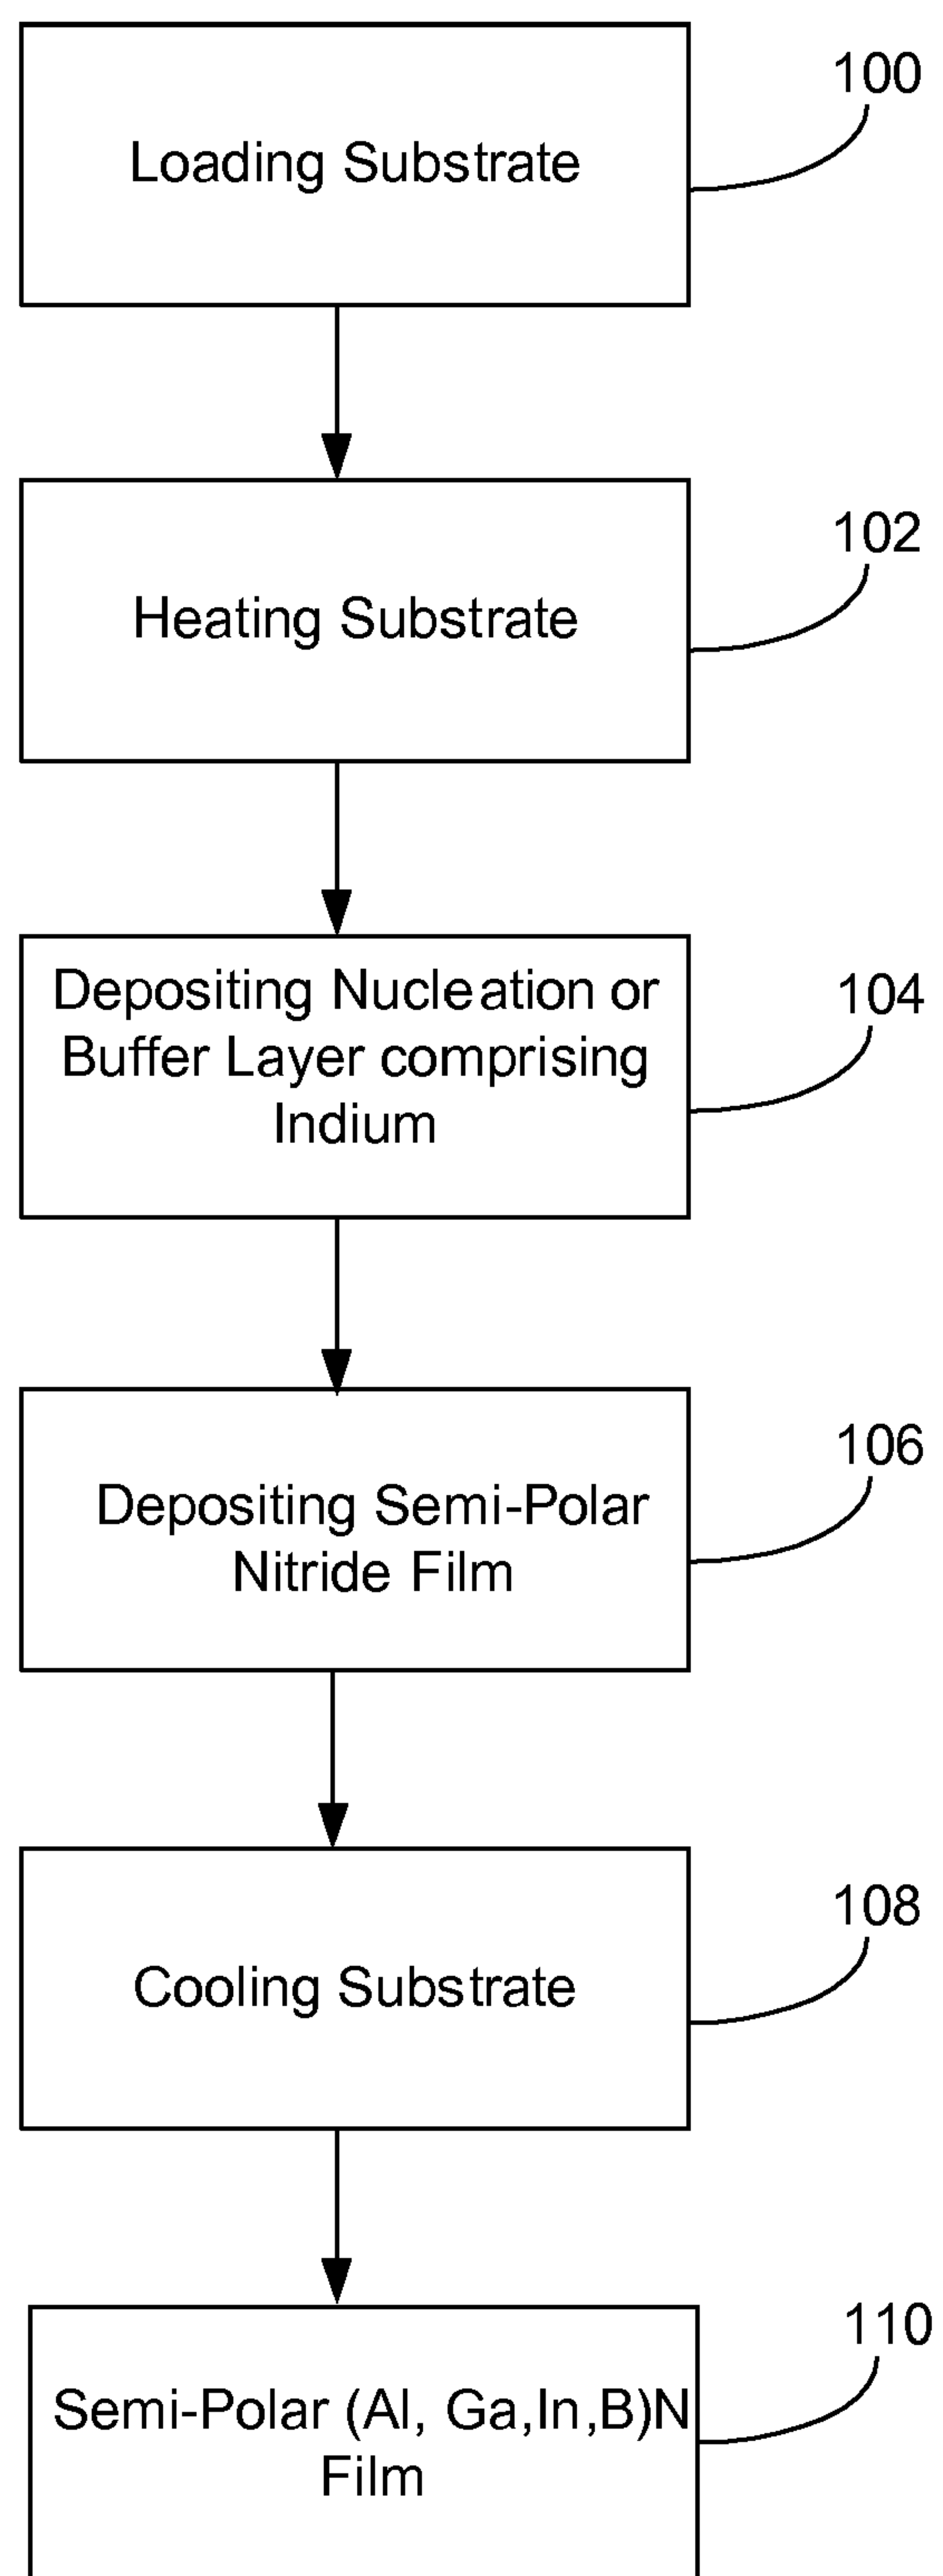 100
Loading Substrate
102
Heating Substrate
104
Depositing Nucleation or
Buffer Layer comprising
Indium
106
Depositing Semi-Polar
Nitride Film
108
Cooling Substrate
110
Semi-Polar (Al, Ga,In,B)N
Film